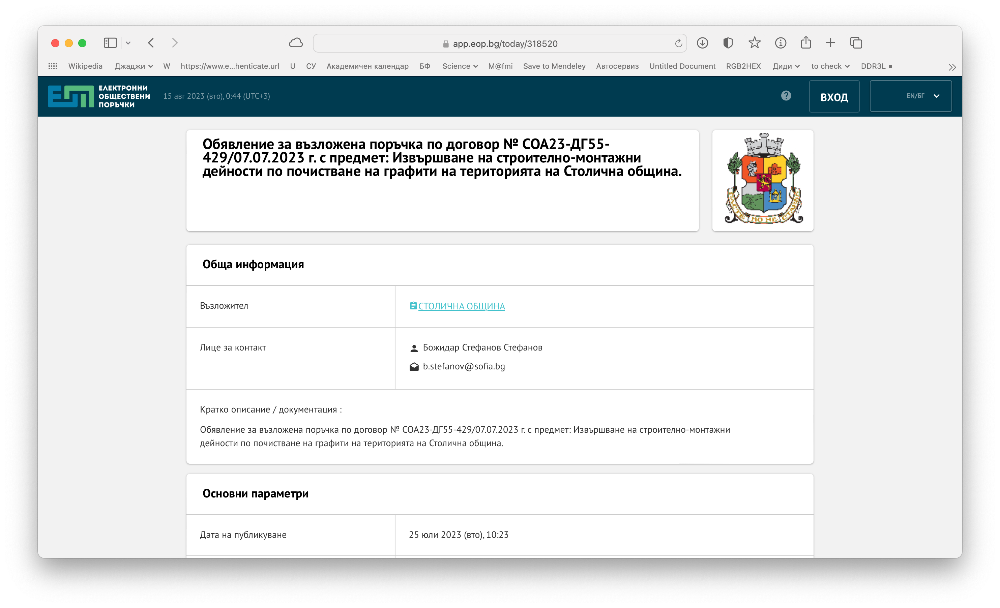 app.eop.bg/today/318520
Wikipedia Джаджи W https://www.e...henticate.url U СУ Академичен календар БФ Science M@fmi Save to Mendeley Автосервиз Untitled Document RGB2HEX Диди to check DDR3L
ЕЛЕКТРОННИ
ОБЩЕСТВЕНИ
ПОРЪЧКИ
15 авг 2023 (вто), 0:44 (UTC+3)
ВХОД
EN/БГ
Обявление за възложена поръчка по договор № СОА23-ДГ55-
429/07.07.2023 г. с предмет: Извършване на строително-монтажни
дейности по почистване на графити на територията на Столична община.
РАСТЕ НО НЕ СТАРЕЕ
Обща информация
Възложител
СТОЛИЧНА ОБЩИНА
Лице за контакт
Божидар Стефанов Стефанов
b.stefanov@sofia.bg
Кратко описание / документация :
Обявление за възложена поръчка по договор № СОА23-ДГ55-429/07.07.2023 г. с предмет: Извършване на строително-монтажни
дейности по почистване на графити на територията на Столична община.
Основни параметри
Дата на публикуване
25 юли 2023 (вто), 10:23